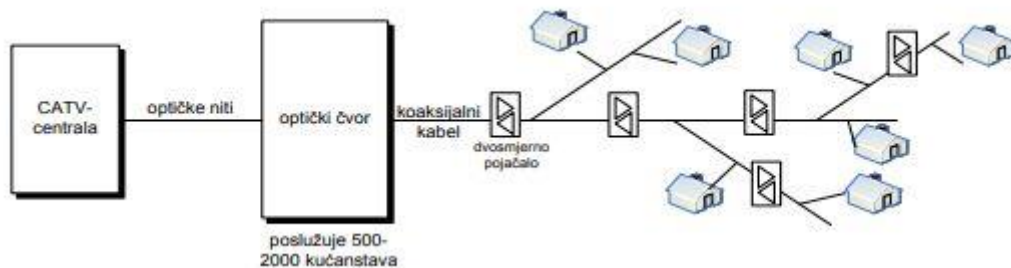 CATV-
centrala
optičke niti
optički čvor
koaksijalni
kabel
dvosmjerno
pojačalo
poslužuje 500-
2000 kućanstava